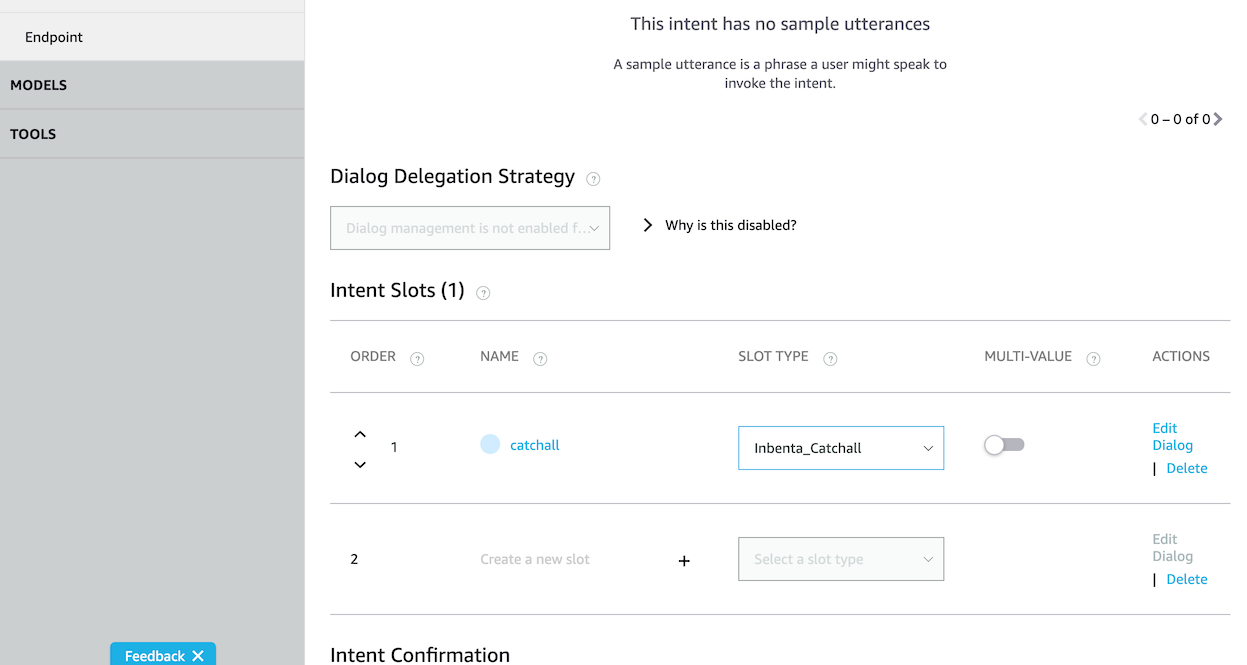 This intent has no sample utterances
Endpoint
A sample utterance is a phrase a user might speak to
invoke the intent.
MODELS
0 – 0 of 0
TOOLS
Dialog Delegation Strategy ?
Dialog management is not enabled f...
Why is this disabled?
Intent Slots (1) ?
ORDER ? NAME ? SLOT TYPE ? MULTI-VALUE ? ACTIONS
1 catchall Inbenta_Catchall Edit
Dialog
| Delete
2 Create a new slot + Select a slot type Edit
Dialog
| Delete
Feedback X
Intent Confirmation